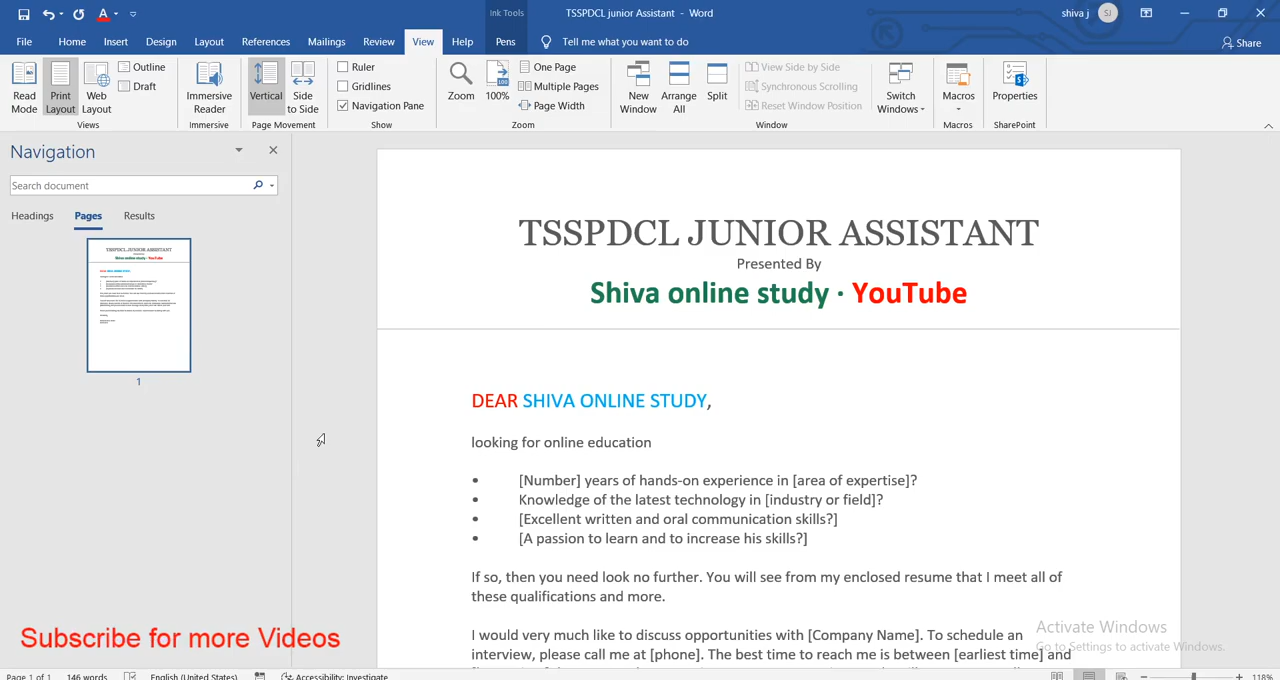 TSSPDCL junior Assistant - Word
Ink Tools
shiva j SJ
File Home Insert Design Layout References Mailings Review View Help Pens Tell me what you want to do Share
Read Mode
Print Layout
Web Layout
Outline
Draft
Views
Immersive Reader
Immersive
Vertical
Side to Side
Page Movement
Ruler
Gridlines
Navigation Pane
Show
Zoom
100%
One Page
Multiple Pages
Page Width
Zoom
New Window
Arrange All
Split
View Side by Side
Synchronous Scrolling
Reset Window Position
Window
Switch Windows
Macros
Macros
Properties
SharePoint
Navigation
Search document
Headings Pages Results
1
TSSPDCL JUNIOR ASSISTANT
Presented By
Shiva online study · YouTube
DEAR SHIVA ONLINE STUDY,
looking for online education
• [Number] years of hands-on experience in [area of expertise]?
• Knowledge of the latest technology in [industry or field]?
• [Excellent written and oral communication skills?]
• [A passion to learn and to increase his skills?]
If so, then you need look no further. You will see from my enclosed resume that I meet all of
these qualifications and more.
I would very much like to discuss opportunities with [Company Name]. To schedule an
interview, please call me at [phone]. The best time to reach me is between [earliest time] and
Subscribe for more Videos
Activate Windows
Go to Settings to activate Windows.
Page 1 of 1 146 words English (United States) Accessibility: Investigate 118%